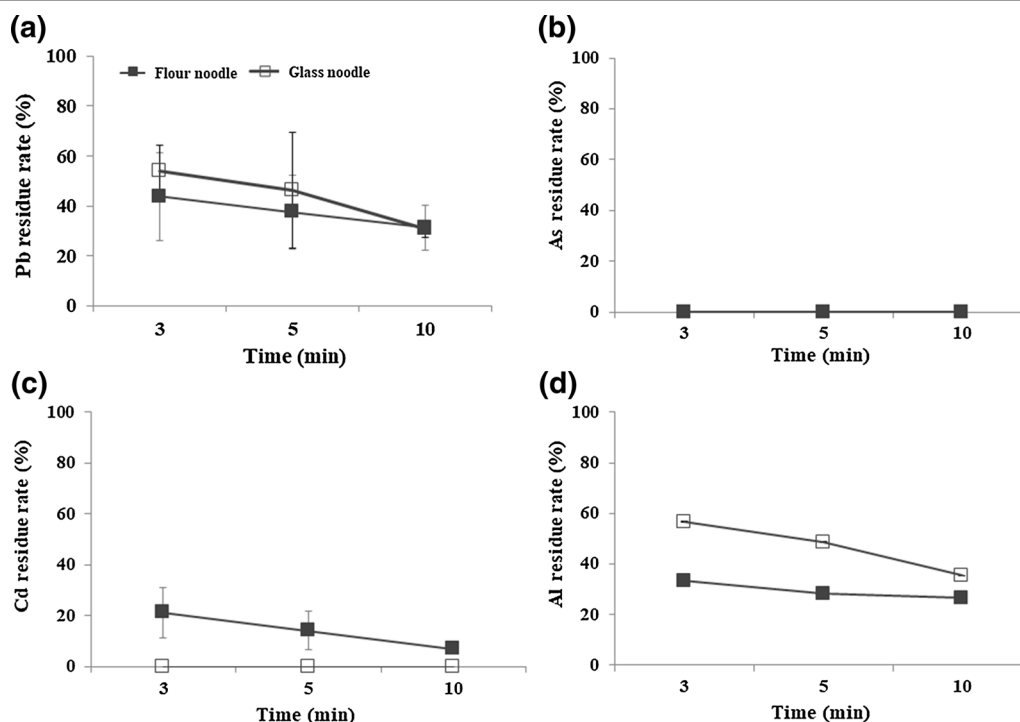 (a)
Pb residue rate (%)
100
80
60
40
20
0
Flour noodle
Glass noodle
3
5
10
Time (min)
(b)
As residue rate (%)
100
80
60
40
20
0
3
5
10
Time (min)
(c)
Cd residue rate (%)
100
80
60
40
20
0
3
5
10
Time (min)
(d)
Al residue rate (%)
100
80
60
40
20
0
3
5
10
Time (min)